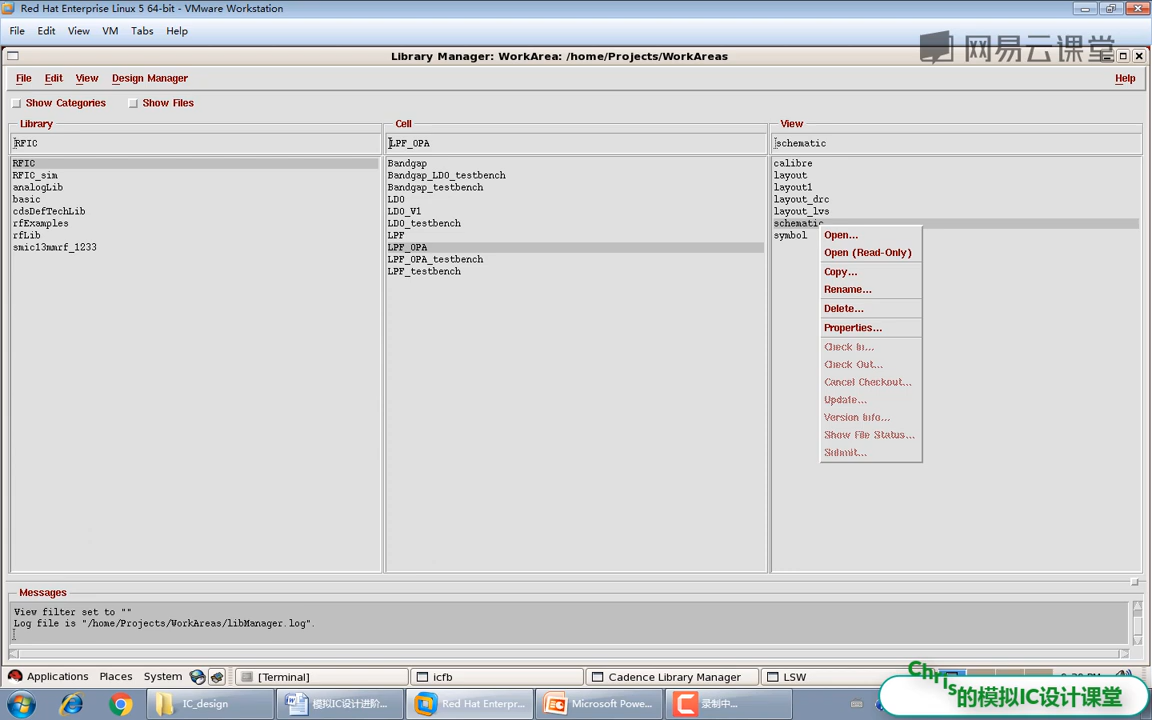 Red Hat Enterprise Linux 5 64-bit - VMware Workstation
File Edit View VM Tabs Help
网易云课堂
Library Manager: WorkArea: /home/Projects/WorkAreas
File Edit View Design Manager Help
Show Categories Show Files
Library Cell View
RFIC LPF_OPA schematic
RFIC
RFIC_sim
analogLib
basic
cdsDefTechLib
rfExamples
rfLib
smic13mmrf_1233
Bandgap
Bandgap_LDO_testbench
Bandgap_testbench
LDO
LDO_V1
LDO_testbench
LPF
LPF_OPA
LPF_OPA_testbench
LPF_testbench
calibre
layout
layout1
layout_drc
layout_lvs
schematic
symbol
Open...
Open (Read-Only)
Copy...
Rename...
Delete...
Properties...
Check In...
Check Out...
Cancel Checkout...
Update...
Version Info...
Show File Status...
Submit...
Messages
View filter set to ""
Log file is "/home/Projects/WorkAreas/libManager.log".
Applications Places System [Terminal] icfb Cadence Library Manager LSW
IC_design 模拟IC设计进阶... Red Hat Enterpr... Microsoft Powe... 录制中...
Chris的模拟IC设计课堂